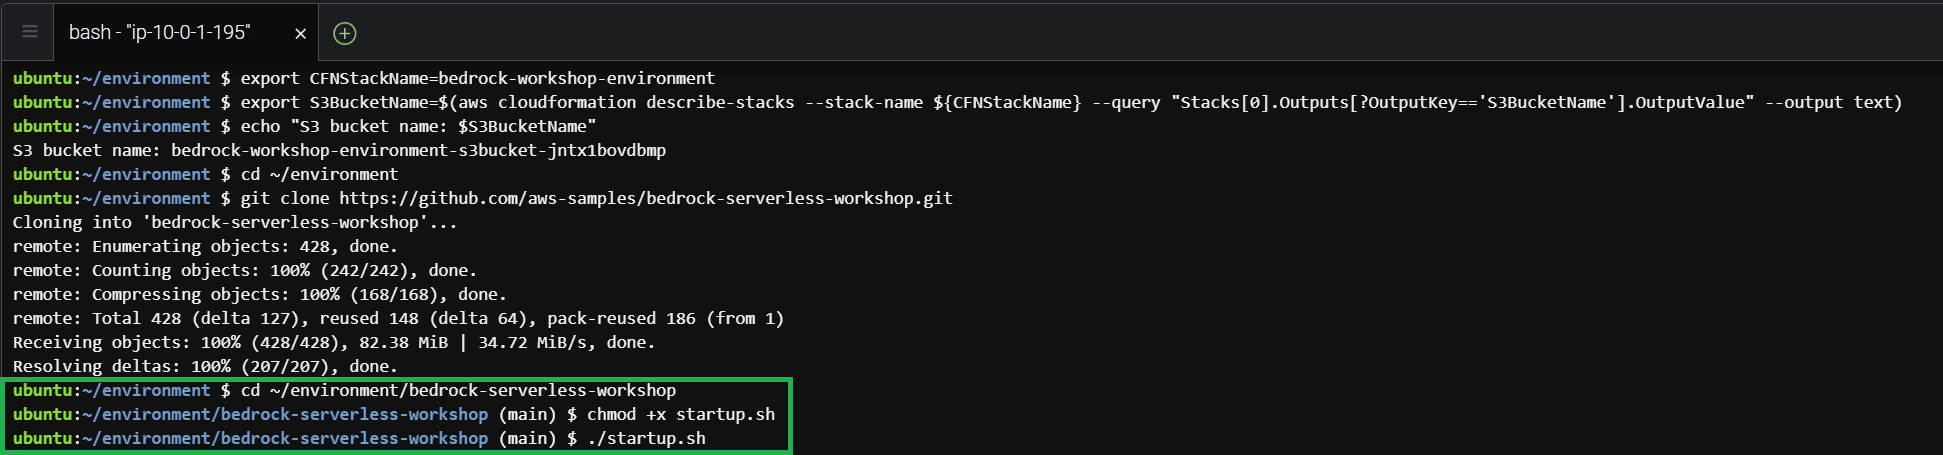 bash - "ip-10-0-1-195"
ubuntu:~/environment $ export CFNStackName=bedrock-workshop-environment
ubuntu:~/environment $ export S3BucketName=$(aws cloudformation describe-stacks --stack-name ${CFNStackName} --query "Stacks[0].Outputs[?OutputKey=='S3BucketName'].OutputValue" --output text)
ubuntu:~/environment $ echo "S3 bucket name: $S3BucketName"
S3 bucket name: bedrock-workshop-environment-s3bucket-jntx1bovdbmp
ubuntu:~/environment $ cd ~/environment
ubuntu:~/environment $ git clone https://github.com/aws-samples/bedrock-serverless-workshop.git
Cloning into 'bedrock-serverless-workshop'...
remote: Enumerating objects: 428, done.
remote: Counting objects: 100% (242/242), done.
remote: Compressing objects: 100% (168/168), done.
remote: Total 428 (delta 127), reused 148 (delta 64), pack-reused 186 (from 1)
Receiving objects: 100% (428/428), 82.38 MiB | 34.72 MiB/s, done.
Resolving deltas: 100% (207/207), done.
ubuntu:~/environment $ cd ~/environment/bedrock-serverless-workshop
ubuntu:~/environment/bedrock-serverless-workshop (main) $ chmod +x startup.sh
ubuntu:~/environment/bedrock-serverless-workshop (main) $ ./startup.sh